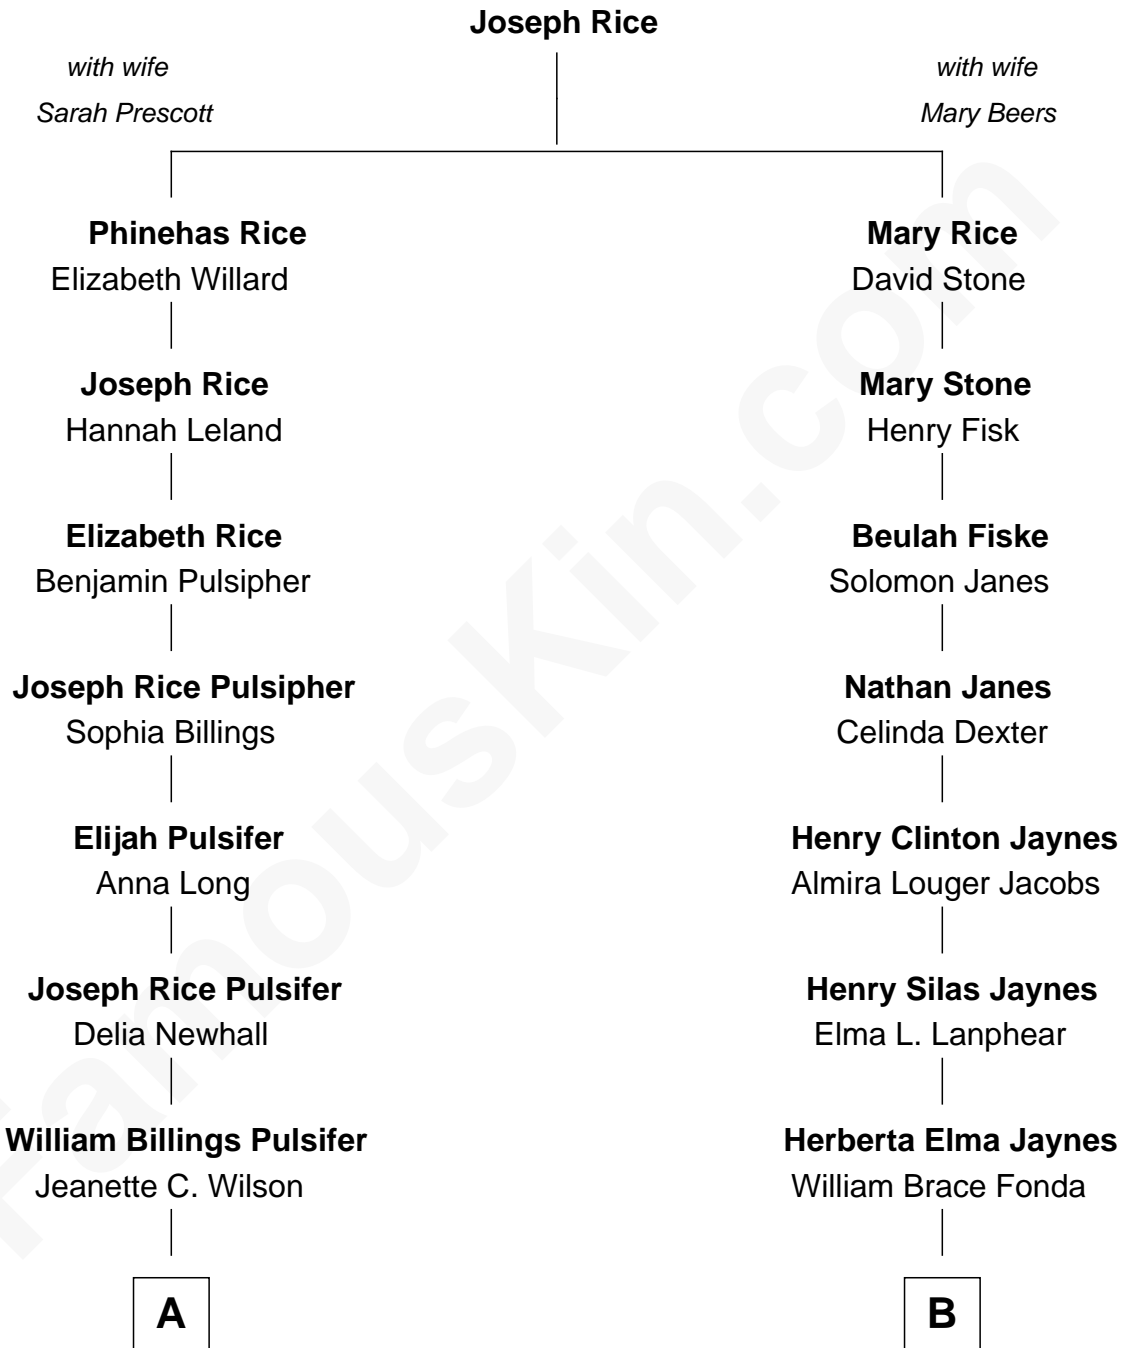 Joseph Rice
with wife
Sarah Prescott
with wife
Mary Beers
Phinehas Rice
Elizabeth Willard
Mary Rice
David Stone
Joseph Rice
Hannah Leland
Mary Stone
Henry Fisk
Elizabeth Rice
Benjamin Pulsipher
Beulah Fiske
Solomon Janes
Joseph Rice Pulsipher
Sophia Billings
Nathan Janes
Celinda Dexter
Elijah Pulsifer
Anna Long
Henry Clinton Jaynes
Almira Louger Jacobs
Joseph Rice Pulsifer
Delia Newhall
Henry Silas Jaynes
Elma L. Lanphear
William Billings Pulsifer
Jeanette C. Wilson
Herberta Elma Jaynes
William Brace Fonda
A
B
FamousKin.com